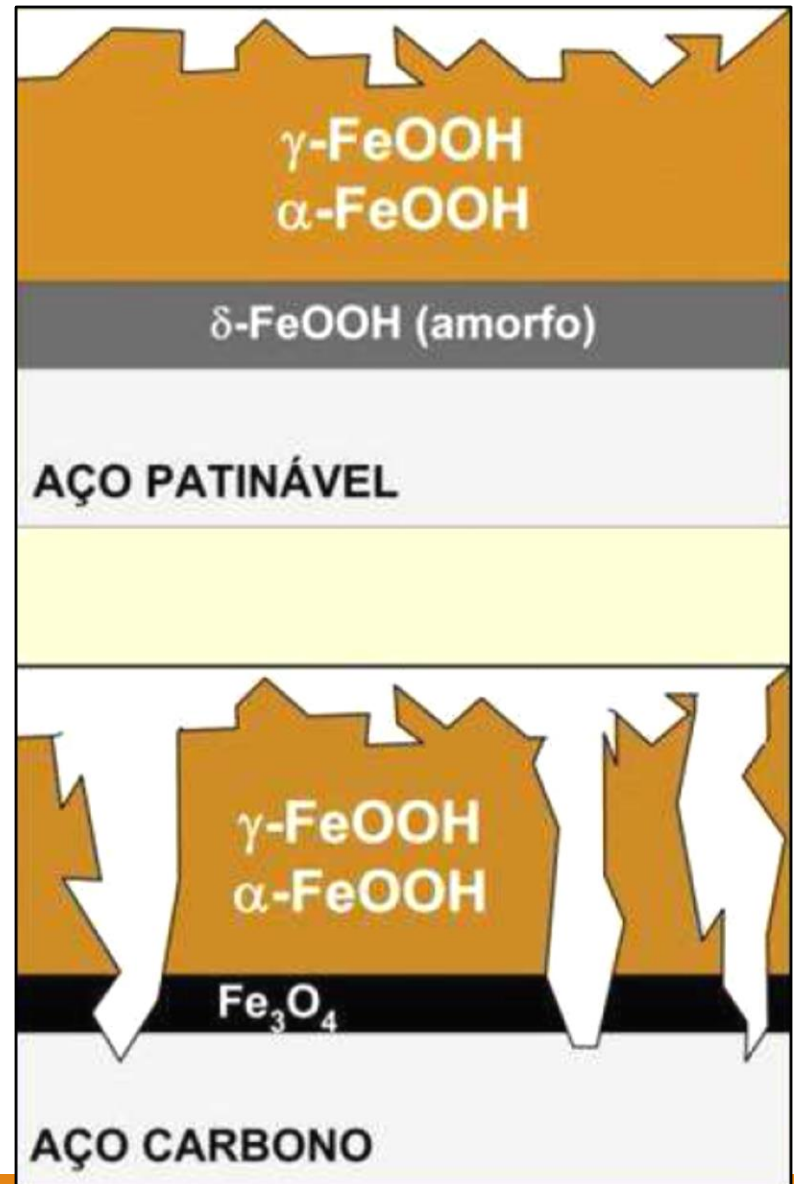 γ-FeOOH
α-FeOOH
δ-FeOOH (amorfo)
AÇO PATINÁVEL
γ-FeOOH
α-FeOOH
Fe₃O₄
AÇO CARBONO